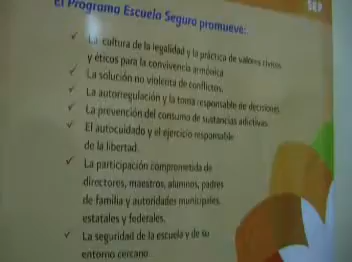 El Programa Escuela Segura promueve:
SEP
✓ La cultura de la legalidad y la práctica de valores cívicos
y éticos para la convivencia armónica
✓ La solución no violenta de conflictos.
✓ La autorregulación y la toma responsable de decisiones.
✓ La prevención del consumo de sustancias adictivas.
✓ El autocuidado y el ejercicio responsable
de la libertad.
✓ La participación comprometida de
directores, maestros, alumnos, padres
de familia y autoridades municipales,
estatales y federales.
✓ La seguridad de la escuela y de su
entorno cercano